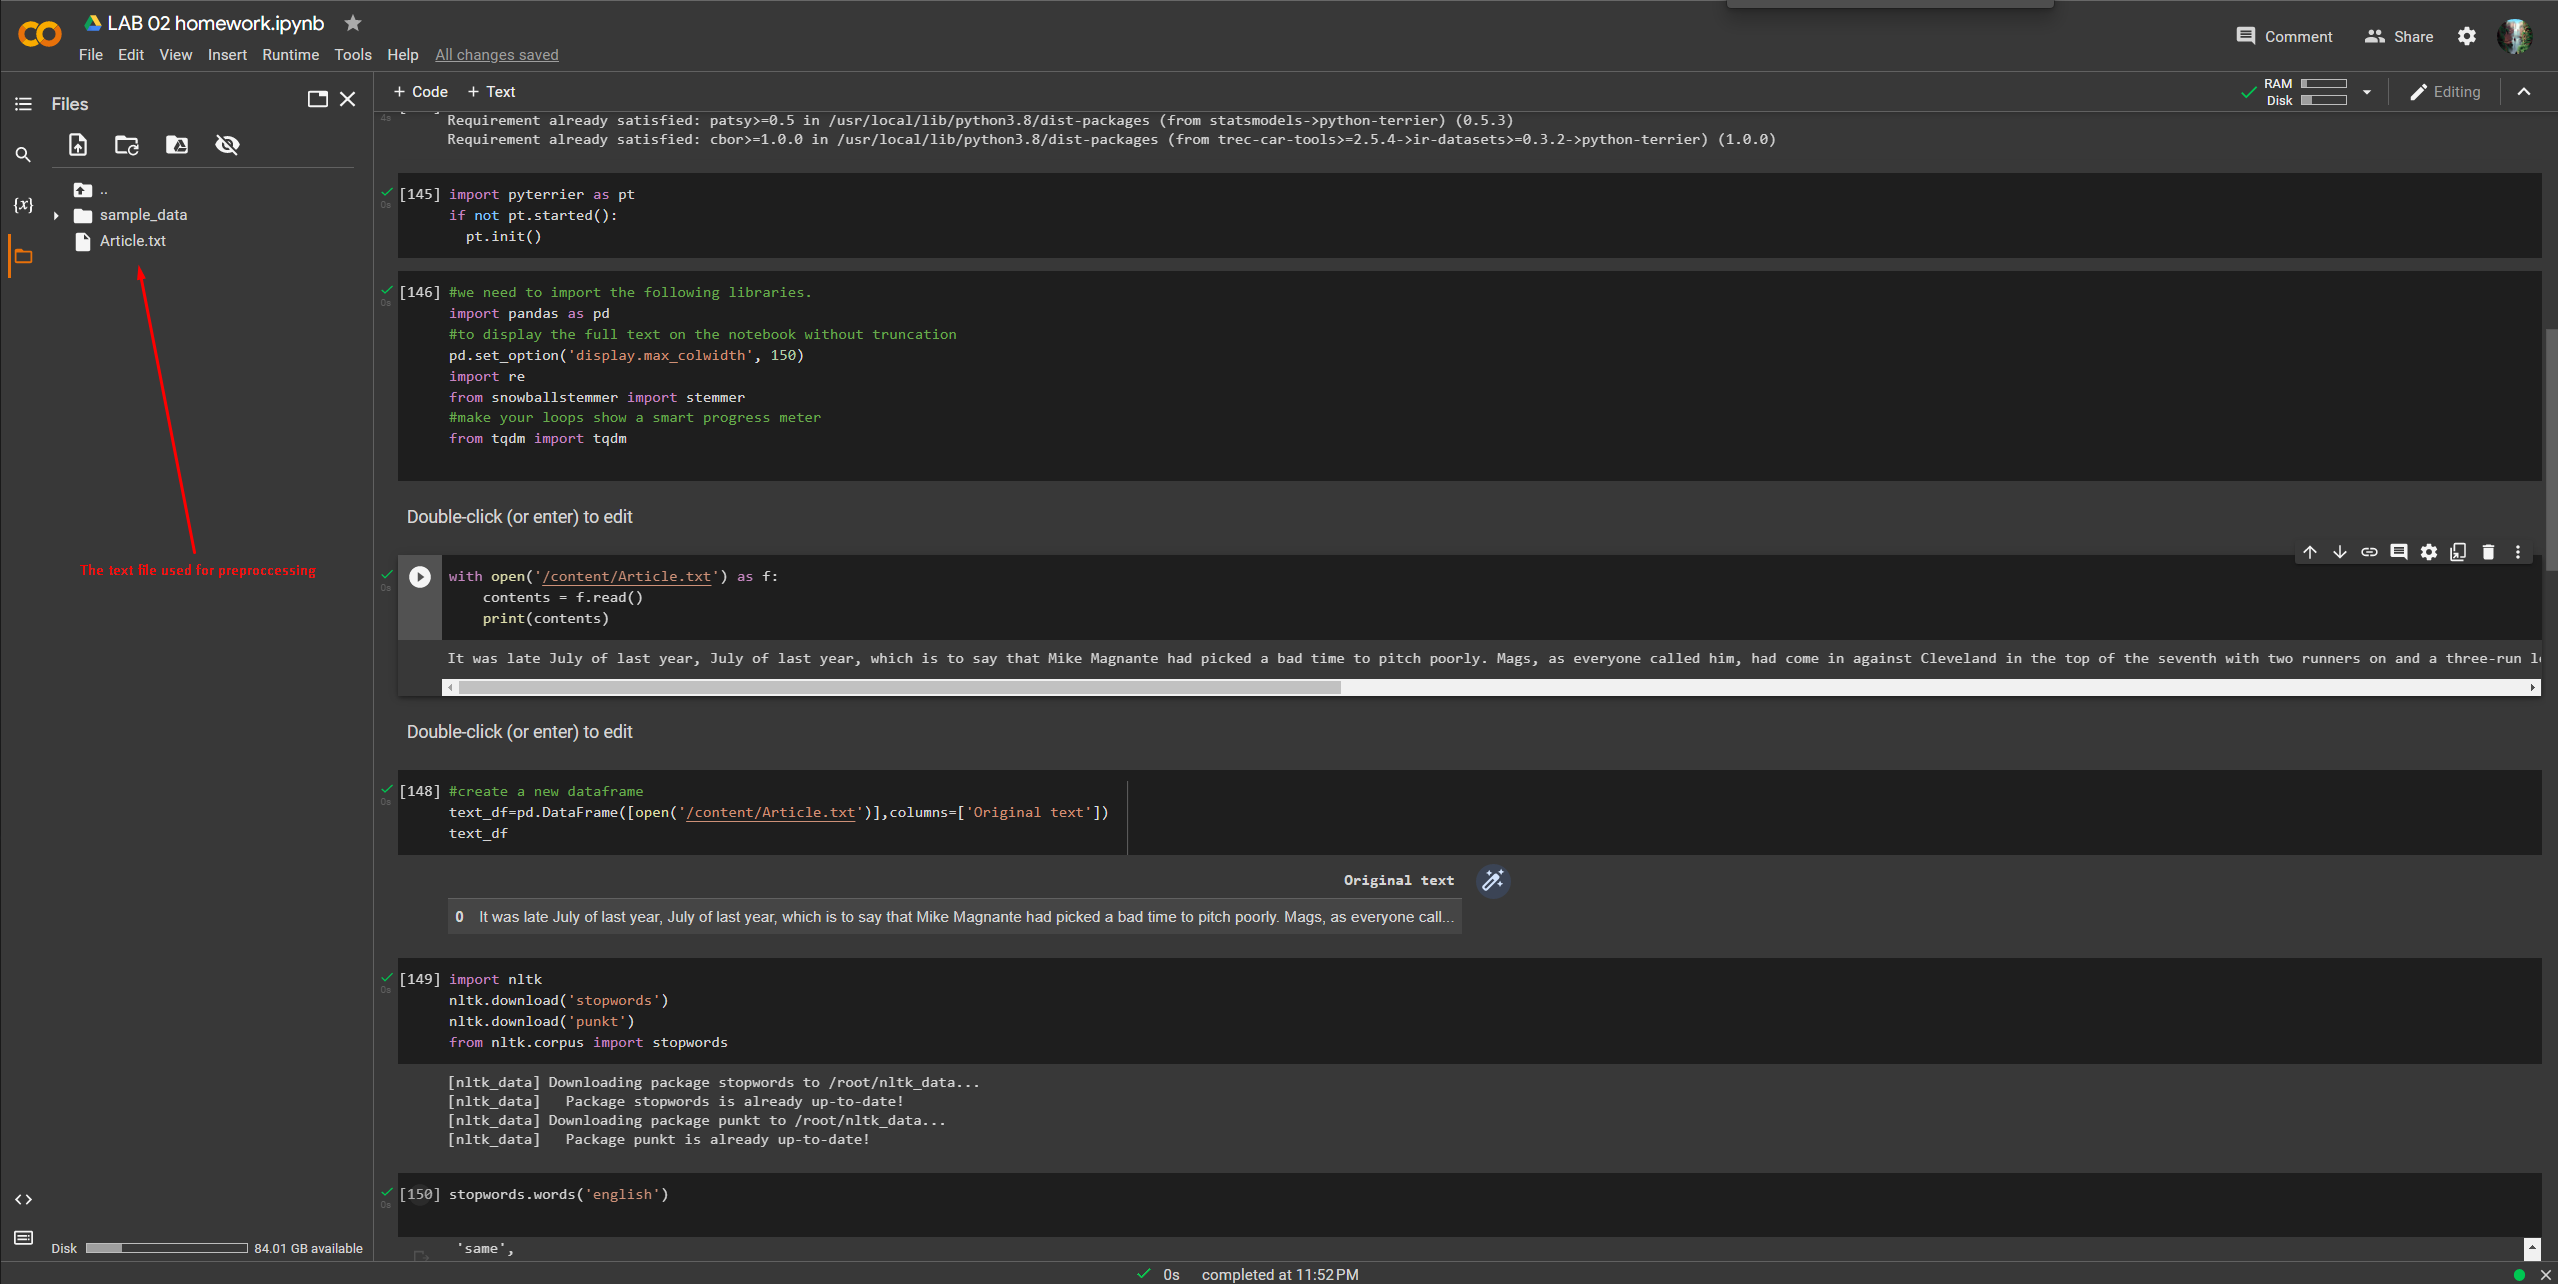 LAB 02 homework.ipynb
File Edit View Insert Runtime Tools Help All changes saved
Comment Share
Files
+ Code + Text
RAM
Disk
Editing
..
sample_data
Article.txt
The text file used for preproccessing
Disk 84.01 GB available
4s
Requirement already satisfied: patsy>=0.5 in /usr/local/lib/python3.8/dist-packages (from statsmodels->python-terrier) (0.5.3)
Requirement already satisfied: cbor>=1.0.0 in /usr/local/lib/python3.8/dist-packages (from trec-car-tools>=2.5.4->ir-datasets>=0.3.2->python-terrier) (1.0.0)
0s
[145] import pyterrier as pt
if not pt.started():
pt.init()
0s
[146] #we need to import the following libraries.
import pandas as pd
#to display the full text on the notebook without truncation
pd.set_option('display.max_colwidth', 150)
import re
from snowballstemmer import stemmer
#make your loops show a smart progress meter
from tqdm import tqdm
Double-click (or enter) to edit
0s
with open('/content/Article.txt') as f:
contents = f.read()
print(contents)
It was late July of last year, July of last year, which is to say that Mike Magnante had picked a bad time to pitch poorly. Mags, as everyone called him, had come in against Cleveland in the top of the seventh with two runners on and a three-run l
Double-click (or enter) to edit
0s
[148] #create a new dataframe
text_df=pd.DataFrame([open('/content/Article.txt')],columns=['Original text'])
text_df
Original text
0 It was late July of last year, July of last year, which is to say that Mike Magnante had picked a bad time to pitch poorly. Mags, as everyone call...
0s
[149] import nltk
nltk.download('stopwords')
nltk.download('punkt')
from nltk.corpus import stopwords
[nltk_data] Downloading package stopwords to /root/nltk_data...
[nltk_data] Package stopwords is already up-to-date!
[nltk_data] Downloading package punkt to /root/nltk_data...
[nltk_data] Package punkt is already up-to-date!
0s
[150] stopwords.words('english')
'same',
0s completed at 11:52 PM